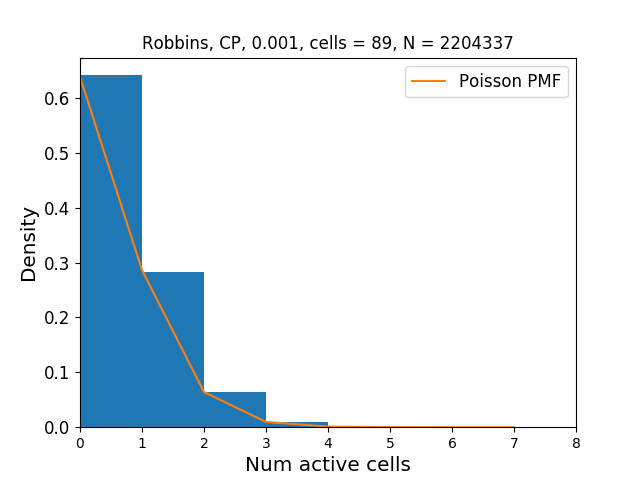 Robbins, CP, 0.001, cells = 89, N = 2204337
Poisson PMF
Density
0.6
0.5
0.4
0.3
0.2
0.1
0.0
0 1 2 3 4 5 6 7 8
Num active cells